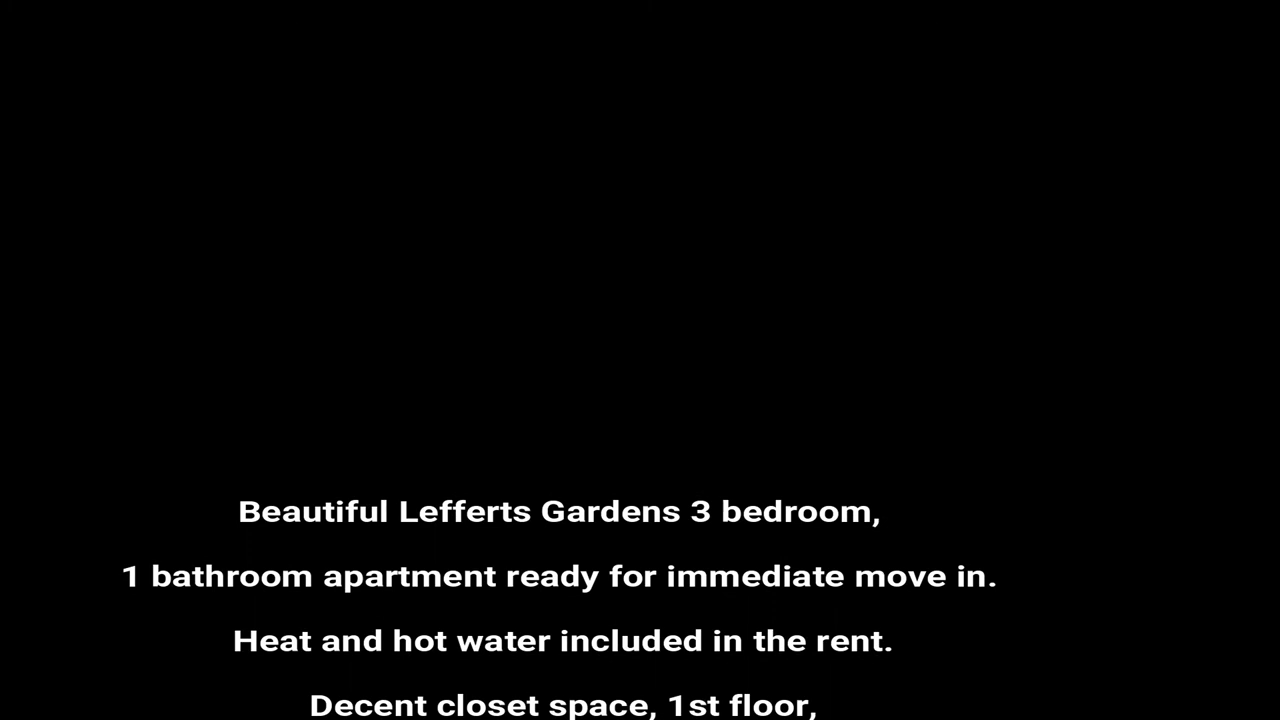 Beautiful Lefferts Gardens 3 bedroom,
1 bathroom apartment ready for immediate move in.
Heat and hot water included in the rent.
Decent closet space, 1st floor,